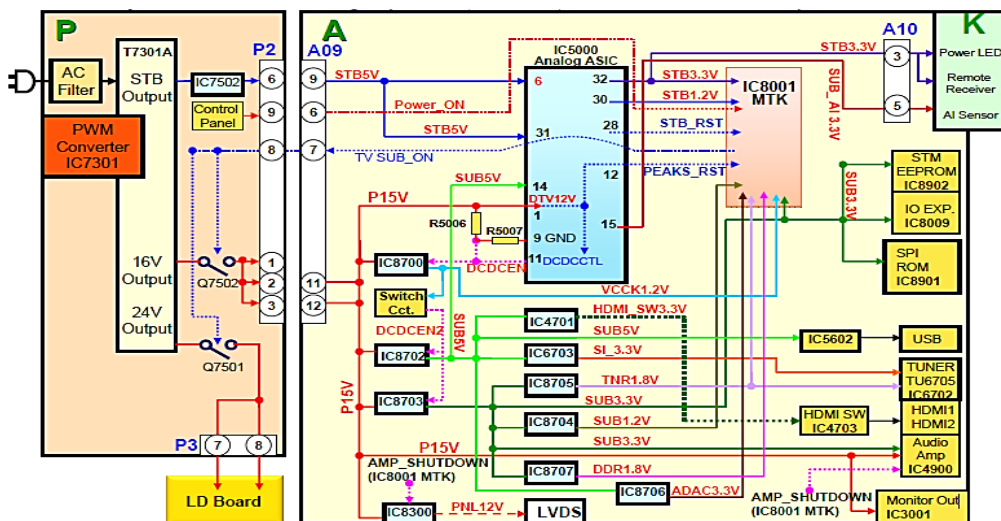 P
A
K
T7301A
P2
A09
A10
AC
Filter
STB
Output
IC7502
Control
Panel
PWM
Converter
IC7301
16V
Output
24V
Output
Q7502
Q7501
6
9
8
1
2
3
9
6
7
11
12
P3
7
8
LD Board
STB5V
Power_ON
STB5V
TV SUB_ON
SUB5V
P15V
IC5000
Analog ASIC
6
31
14
DTV12V
1
9 GND
11
DCDCCTL
32
30
28
12
15
R5006
R5007
DCDCEN
STB3.3V
STB1.2V
STB_RST
PEAKS_RST
IC8001
MTK
STB3.3V
SUB_AI 3.3V
3
5
Power LED
Remote
Receiver
AI Sensor
SUB3.3V
STM
EEPROM
IC8902
IO EXP.
IC8009
SPI
ROM
IC8901
IC8700
Switch
Cct.
DCDCEN2
IC8702
IC8703
SUB5V
P15V
VCCK1.2V
IC4701
HDMI_SW3.3V
SUB5V
IC5602
USB
IC6703
SI_3.3V
TUNER
TU6705
IC6702
IC8705
TNR1.8V
SUB3.3V
IC8704
SUB1.2V
SUB3.3V
HDMI SW
IC4703
HDMI1
HDMI2
Audio
Amp
IC4900
P15V
IC8707
DDR1.8V
IC8706
ADAC3.3V
AMP_SHUTDOWN
(IC8001 MTK)
IC8300
PNL12V
LVDS
AMP_SHUTDOWN
(IC8001 MTK)
Monitor Out
IC3001